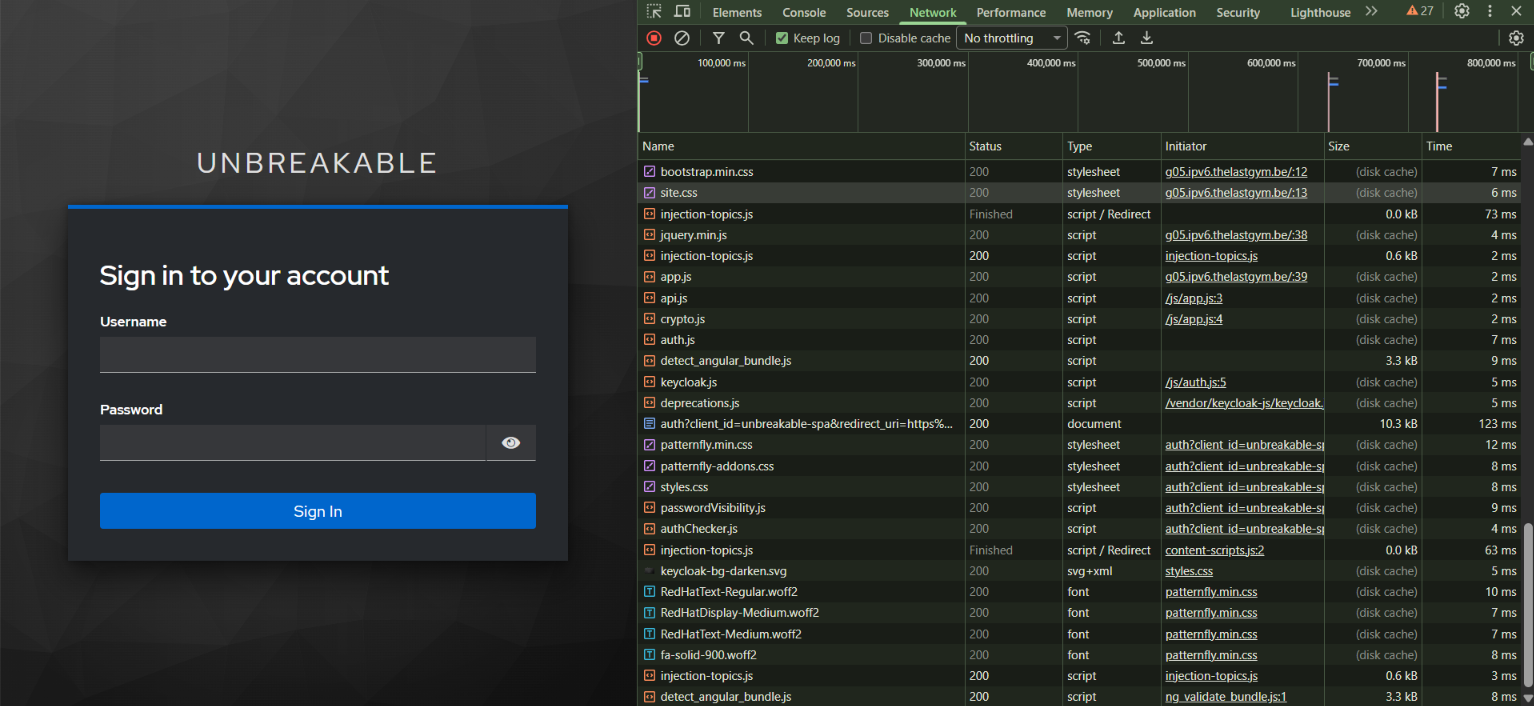 UNBREAKABLE
Sign in to your account
Username
Password
Sign In
Elements Console Sources Network Performance Memory Application Security Lighthouse 27
Keep log Disable cache No throttling
100,000 ms 200,000 ms 300,000 ms 400,000 ms 500,000 ms 600,000 ms 700,000 ms 800,000 ms
Name Status Type Initiator Size Time
bootstrap.min.css 200 stylesheet g05.ipv6.thelastgym.be/:12 (disk cache) 7 ms
site.css 200 stylesheet g05.ipv6.thelastgym.be/:13 (disk cache) 6 ms
injection-topics.js Finished script / Redirect 0.0 kB 73 ms
jquery.min.js 200 script g05.ipv6.thelastgym.be/:38 (disk cache) 4 ms
injection-topics.js 200 script injection-topics.js 0.6 kB 2 ms
app.js 200 script g05.ipv6.thelastgym.be/:39 (disk cache) 2 ms
api.js 200 script /js/app.js:3 (disk cache) 2 ms
crypto.js 200 script /js/app.js:4 (disk cache) 2 ms
auth.js 200 script (disk cache) 7 ms
detect_angular_bundle.js 200 script 3.3 kB 9 ms
keycloak.js 200 script /js/auth.js:5 (disk cache) 5 ms
deprecations.js 200 script /vendor/keycloak-js/keycloak. (disk cache) 5 ms
auth?client_id=unbreakable-spa&redirect_uri=https%... 200 document 10.3 kB 123 ms
patternfly.min.css 200 stylesheet auth?client_id=unbreakable-sp (disk cache) 12 ms
patternfly-addons.css 200 stylesheet auth?client_id=unbreakable-sp (disk cache) 8 ms
styles.css 200 stylesheet auth?client_id=unbreakable-sp (disk cache) 8 ms
passwordVisibility.js 200 script auth?client_id=unbreakable-sp (disk cache) 9 ms
authChecker.js 200 script auth?client_id=unbreakable-sp (disk cache) 4 ms
injection-topics.js Finished script / Redirect content-scripts.js:2 0.0 kB 63 ms
keycloak-bg-darken.svg 200 svg+xml styles.css (disk cache) 5 ms
RedHatText-Regular.woff2 200 font patternfly.min.css (disk cache) 10 ms
RedHatDisplay-Medium.woff2 200 font patternfly.min.css (disk cache) 7 ms
RedHatText-Medium.woff2 200 font patternfly.min.css (disk cache) 7 ms
fa-solid-900.woff2 200 font patternfly.min.css (disk cache) 8 ms
injection-topics.js 200 script injection-topics.js 0.6 kB 3 ms
detect_angular_bundle.js 200 script ng_validate_bundle.js:1 3.3 kB 8 ms